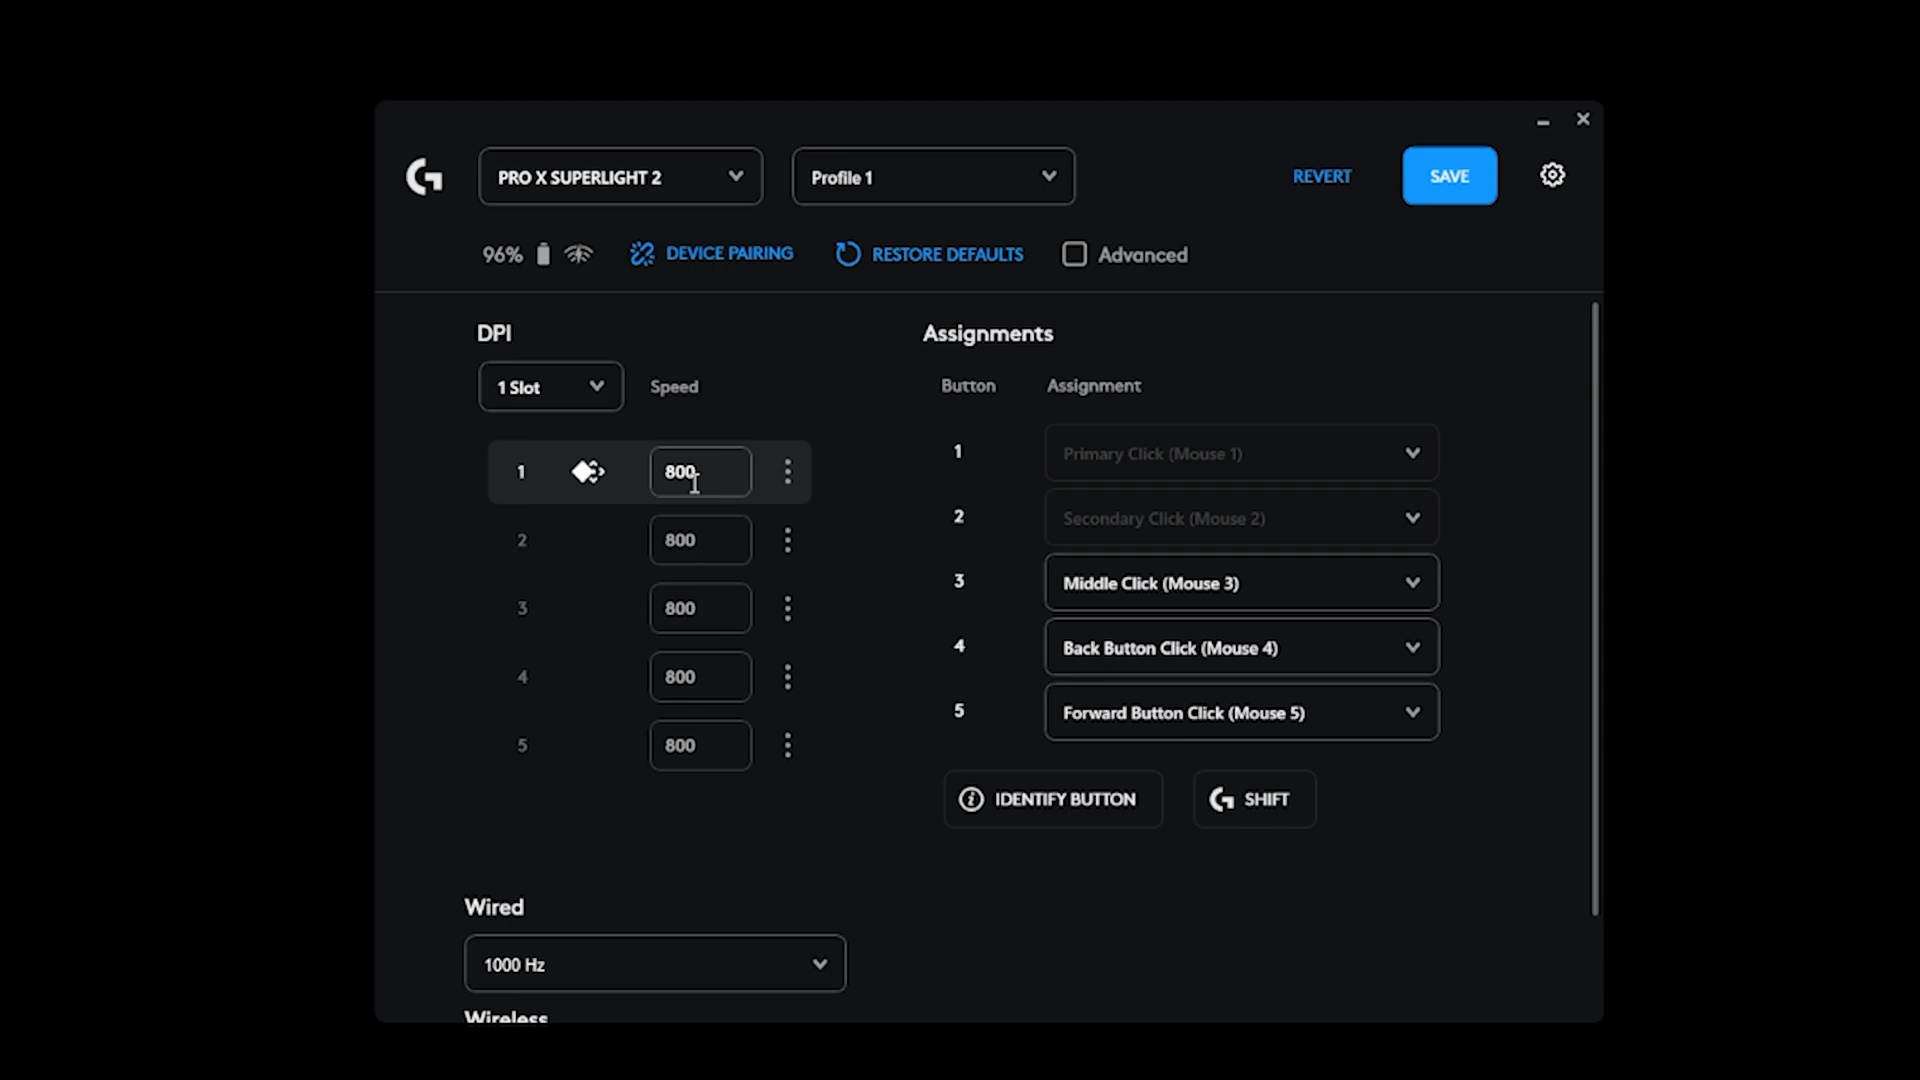 PRO X SUPERLIGHT 2
Profile 1
REVERT
SAVE
96%
DEVICE PAIRING
RESTORE DEFAULTS
Advanced
DPI
1 Slot
Speed
1
800
2
800
3
800
4
800
5
800
Assignments
Button
Assignment
1
Primary Click (Mouse 1)
2
Secondary Click (Mouse 2)
3
Middle Click (Mouse 3)
4
Back Button Click (Mouse 4)
5
Forward Button Click (Mouse 5)
IDENTIFY BUTTON
SHIFT
Wired
1000 Hz
Wireless